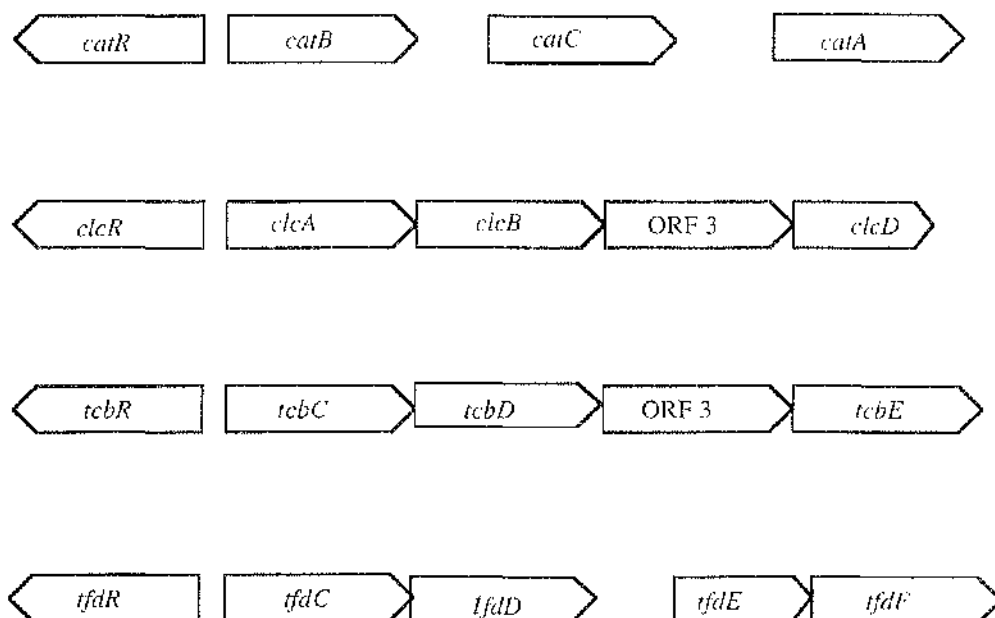 catR catB catC catA
clcR clcA clcB ORF 3 clcD
tcbR tcbC tcbD ORF 3 tcbE
tfdR tfdC tfdD tfdE tfdF